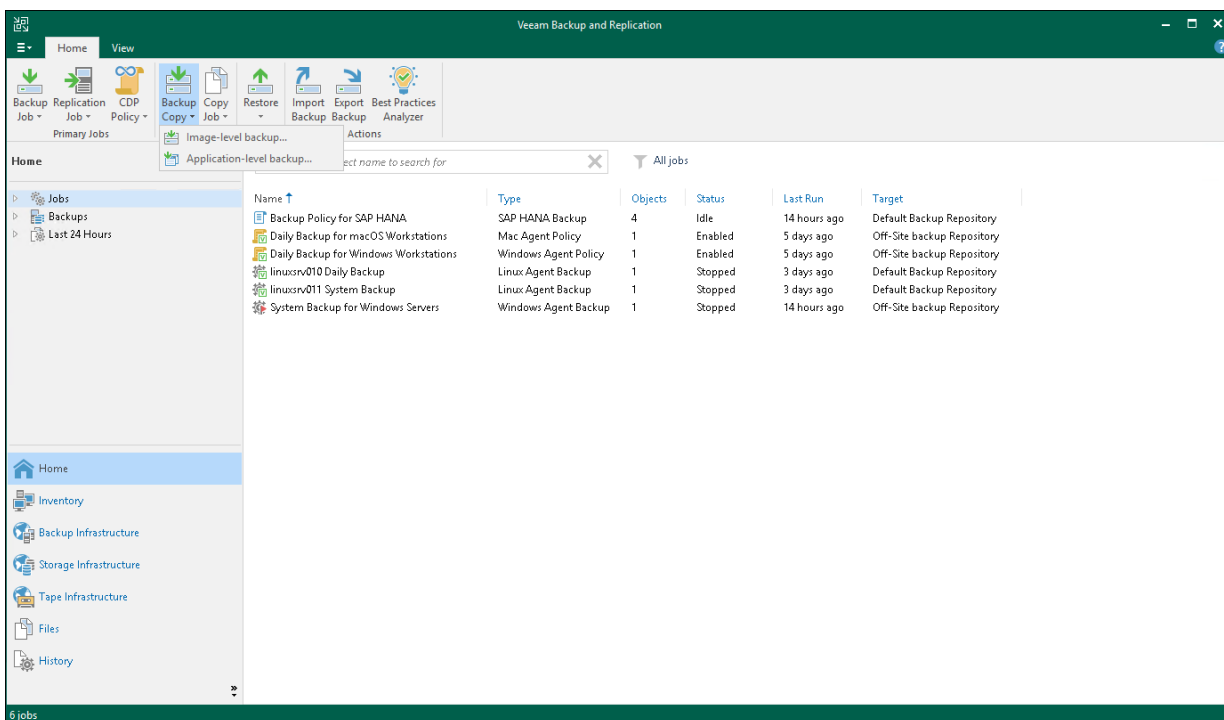 Veeam Backup and Replication
Home View
Backup Job Replication Job CDP Policy Backup Copy Copy Job Restore Import Backup Export Backup Best Practices Analyzer
Primary Jobs Actions
Image-level backup...
Application-level backup...
Home ect name to search for All jobs
Jobs
Backups
Last 24 Hours
Name Type Objects Status Last Run Target
Backup Policy for SAP HANA SAP HANA Backup 4 Idle 14 hours ago Default Backup Repository
Daily Backup for macOS Workstations Mac Agent Policy 1 Enabled 5 days ago Off-Site backup Repository
Daily Backup for Windows Workstations Windows Agent Policy 1 Enabled 5 days ago Off-Site backup Repository
linuxsrv010 Daily Backup Linux Agent Backup 1 Stopped 3 days ago Default Backup Repository
linuxsrv011 System Backup Linux Agent Backup 1 Stopped 3 days ago Default Backup Repository
System Backup for Windows Servers Windows Agent Backup 1 Stopped 14 hours ago Off-Site backup Repository
Home
Inventory
Backup Infrastructure
Storage Infrastructure
Tape Infrastructure
Files
History
6 jobs